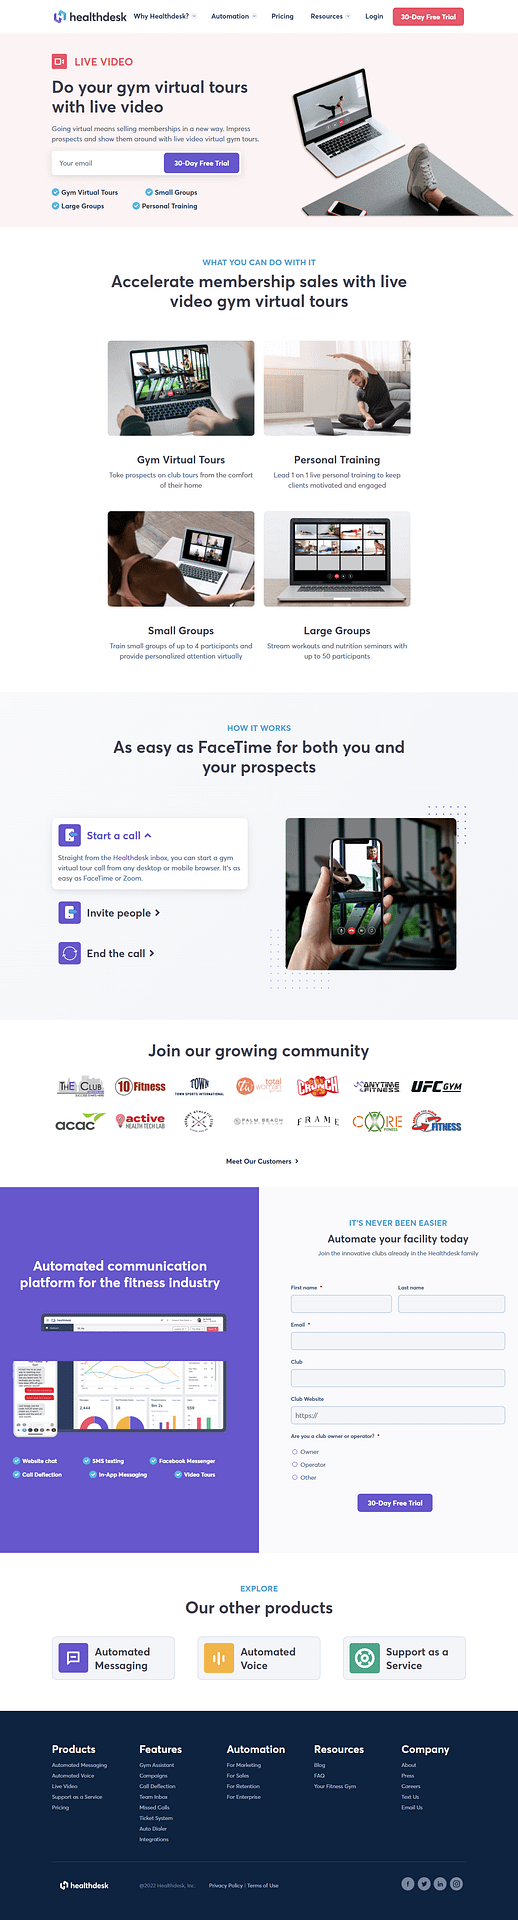 healthdesk
Why Healthdesk?
Automation
Pricing
Resources
Login
30-Day Free Trial
LIVE VIDEO
Do your gym virtual tours
with live video
Going virtual means selling memberships in a new way. Impress
prospects and show them around with live video virtual gym tours.
Your email
30-Day Free Trial
Gym Virtual Tours
Small Groups
Large Groups
Personal Training
WHAT YOU CAN DO WITH IT
Accelerate membership sales with live
video gym virtual tours
Gym Virtual Tours
Take prospects on club tours from the comfort
of their home
Personal Training
Lead 1 on 1 live personal training to keep
clients motivated and engaged
Small Groups
Train small groups of up to 4 participants and
provide personalized attention virtually
Large Groups
Stream workouts and nutrition seminars with
up to 50 participants
HOW IT WORKS
As easy as FaceTime for both you and
your prospects
Start a call
Straight from the Healthdesk inbox, you can start a gym
virtual tour call from any desktop or mobile browser. It's as
easy as FaceTime or Zoom.
Invite people
End the call
Join our growing community
THE CLUB
10 Fitness
TOWN
TOWN SPORTS INTERNATIONAL
total
woman
CRUNCH
ANYTIME
FITNESS
UFC GYM
acac
active
HEALTH TECH LAB
PALM BEACH
FRAME
CORE
FITNESS
FITNESS
Meet Our Customers
Automated communication
platform for the fitness industry
healthdesk
2,444
18
9m 2s
559
Website chat
SMS texting
Facebook Messenger
Call Deflection
In-App Messaging
Video Tours
IT'S NEVER BEEN EASIER
Automate your facility today
Join the innovative clubs already in the Healthdesk family
First name *
Last name
Email *
Club
Club Website
https://
Are you a club owner or operator? *
Owner
Operator
Other
30-Day Free Trial
EXPLORE
Our other products
Automated
Messaging
Automated
Voice
Support as a
Service
Products
Automated Messaging
Automated Voice
Live Video
Support as a Service
Pricing
Features
Gym Assistant
Campaigns
Call Deflection
Team Inbox
Missed Calls
Ticket System
Auto Dialer
Integrations
Automation
For Marketing
For Sales
For Retention
For Enterprise
Resources
Blog
FAQ
Your Fitness Gym
Company
About
Press
Careers
Text Us
Email Us
healthdesk
@2022 Healthdesk, Inc.
Privacy Policy | Terms of Use